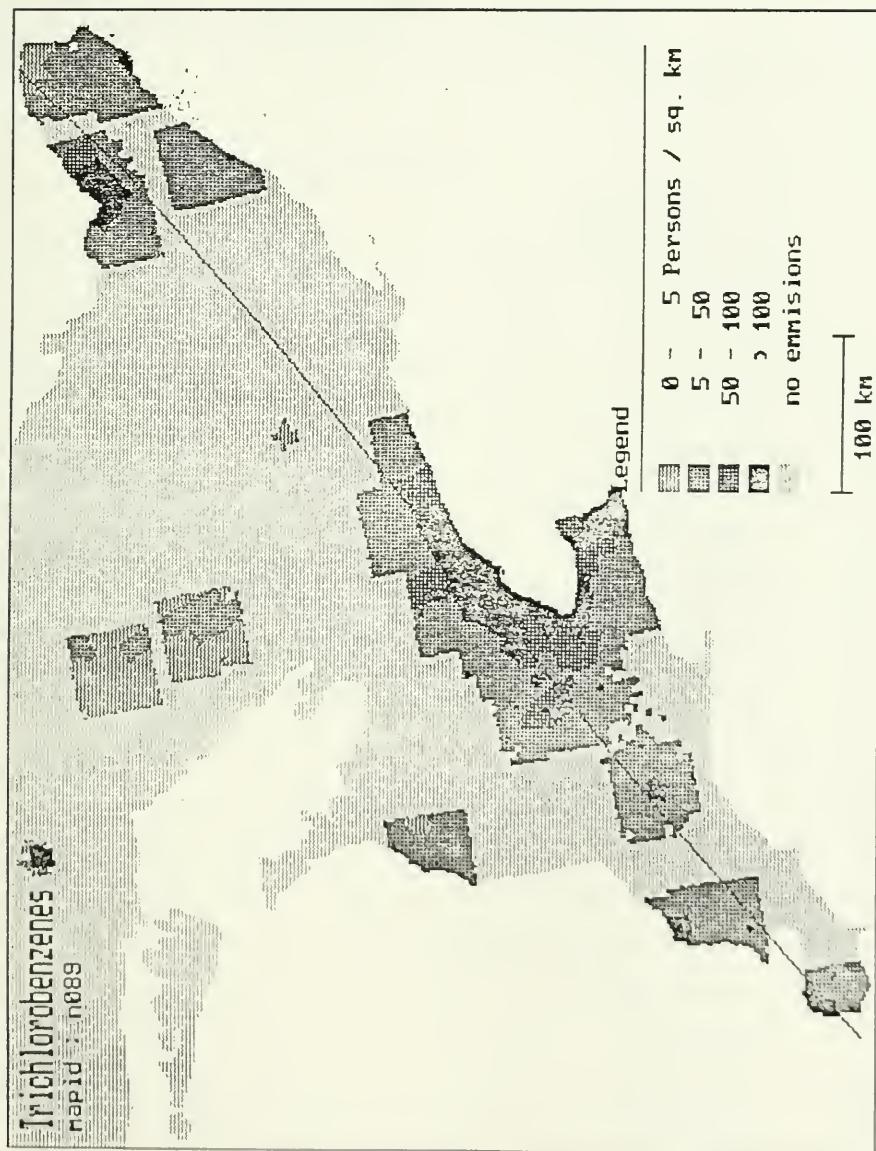 Trichlorobenzenes
mapid : n089
Legend
0 - 5 Persons / sq. km
5 - 50
50 - 100
> 100
no emmisions
100 km